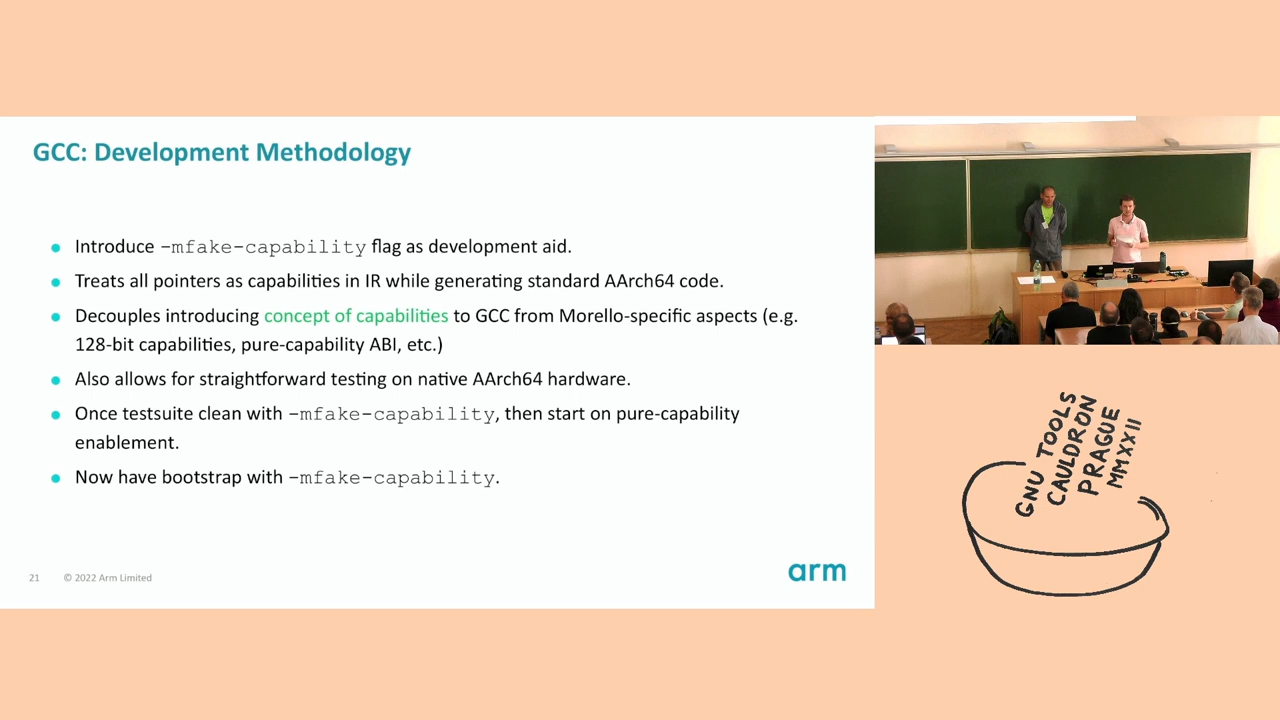 GCC: Development Methodology
Introduce -mfake-capability flag as development aid.
Treats all pointers as capabilities in IR while generating standard AArch64 code.
Decouples introducing concept of capabilities to GCC from Morello-specific aspects (e.g.
128-bit capabilities, pure-capability ABI, etc.)
Also allows for straightforward testing on native AArch64 hardware.
Once testsuite clean with -mfake-capability, then start on pure-capability
enablement.
Now have bootstrap with -mfake-capability.
21 © 2022 Arm Limited
arm
GNU TOOLS
CAULDRON
PRAGUE
MMXXII